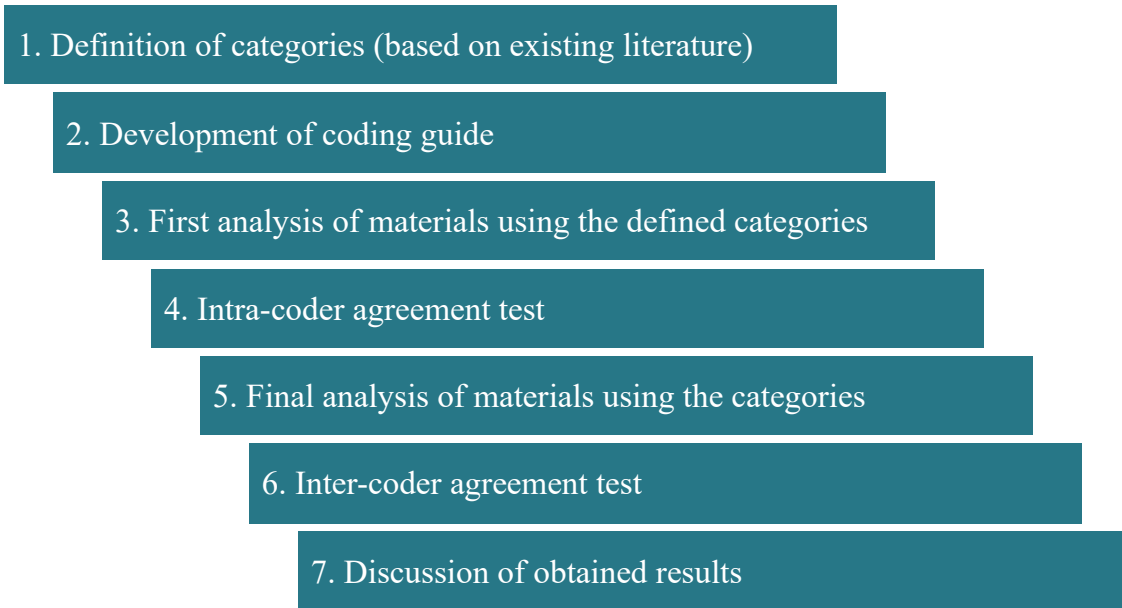 1. Definition of categories (based on existing literature)
2. Development of coding guide
3. First analysis of materials using the defined categories
4. Intra-coder agreement test
5. Final analysis of materials using the categories
6. Inter-coder agreement test
7. Discussion of obtained results